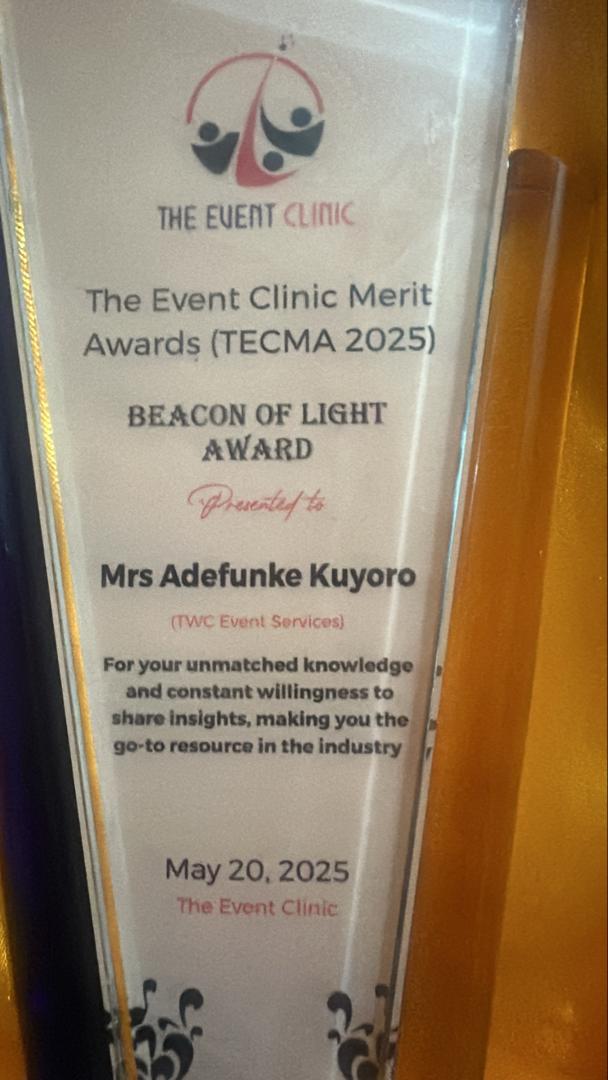 THE EVENT CLINIC
The Event Clinic Merit
Awards (TECMA 2025)
BEACON OF LIGHT
AWARD
Presented to
Mrs Adefunke Kuyoro
(TWC Event Services)
For your unmatched knowledge
and constant willingness to
share insights, making you the
go-to resource in the industry
May 20, 2025
The Event Clinic